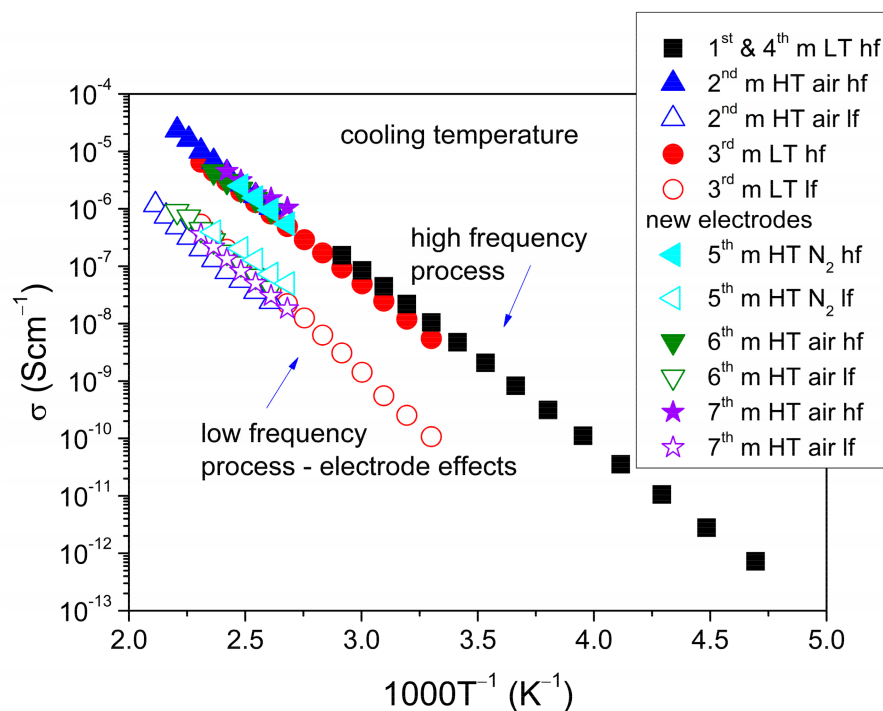 1st & 4th m LT hf
2nd m HT air hf
2nd m HT air lf
3rd m LT hf
3rd m LT lf
new electrodes
5th m HT N2 hf
5th m HT N2 lf
6th m HT air hf
6th m HT air lf
7th m HT air hf
7th m HT air lf
cooling temperature
high frequency
process
low frequency
process - electrode effects
σ (Scm⁻¹)
10⁻⁴
10⁻⁵
10⁻⁶
10⁻⁷
10⁻⁸
10⁻⁹
10⁻¹⁰
10⁻¹¹
10⁻¹²
10⁻¹³
2.0 2.5 3.0 3.5 4.0 4.5 5.0
1000T⁻¹ (K⁻¹)